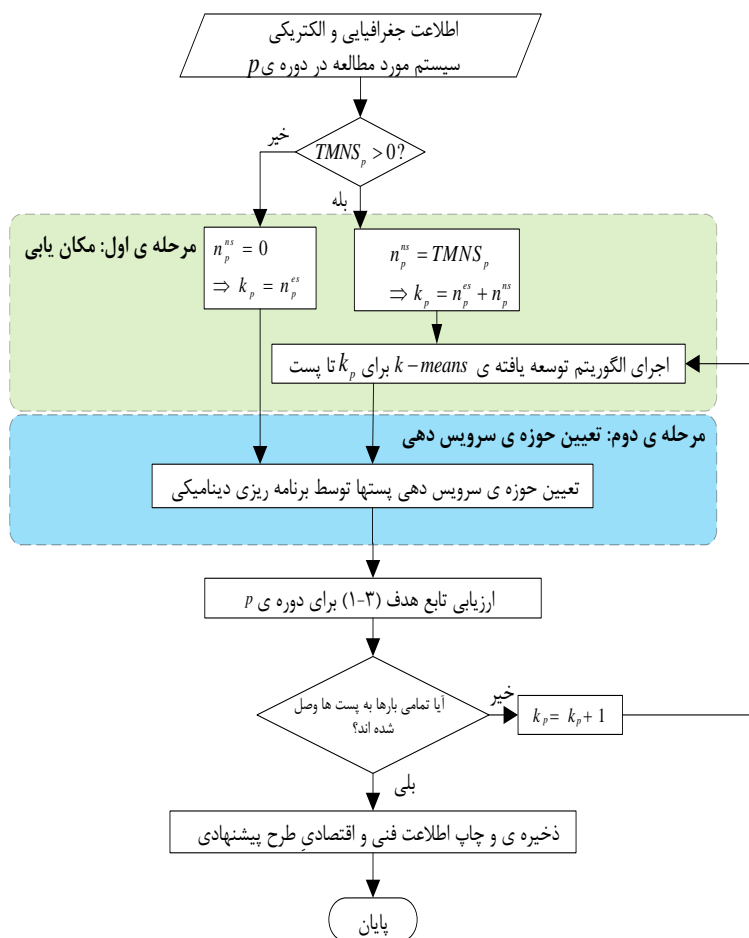 اطلاعت جغرافیایی و الکتریکی
سیستم مورد مطالعه در دوره ی p
خیر
TMNS_p > 0?
بله
مرحله ی اول: مکان یابی
n_p^{ns} = 0
⇒ k_p = n_p^{es}
n_p^{ns} = TMNS_p
⇒ k_p = n_p^{es} + n_p^{ns}
اجرای الگوریتم توسعه یافته ی k-means برای k_p تا پست
مرحله ی دوم: تعیین حوزه ی سرویس دهی
تعیین حوزه ی سرویس دهی پستها توسط برنامه ریزی دینامیکی
ارزیابی تابع هدف (۳-۱) برای دوره ی p
آیا تمامی بارها به پست ها وصل
شده اند؟
خیر
k_p = k_p + 1
بلی
ذخیره ی و چاپ اطلاعت فنی و اقتصادیِ طرح پیشنهادی
پایان